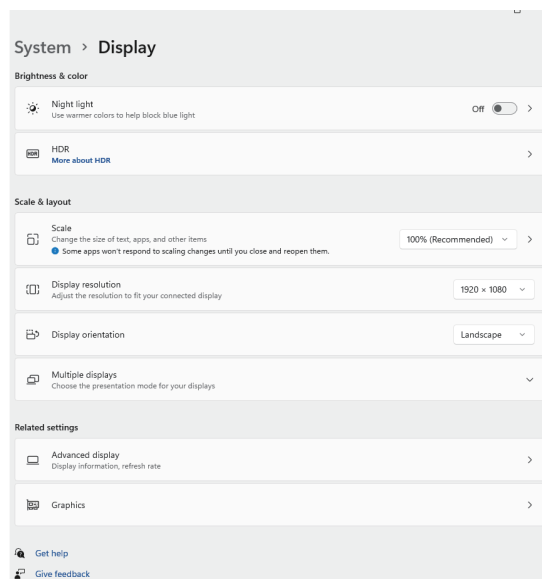 System > Display
Brightness & color
Night light
Use warmer colors to help block blue light
Off
HDR
HDR
More about HDR
Scale & layout
Scale
Change the size of text, apps, and other items
Some apps won't respond to scaling changes until you close and reopen them.
100% (Recommended)
Display resolution
Adjust the resolution to fit your connected display
1920 × 1080
Display orientation
Landscape
Multiple displays
Choose the presentation mode for your displays
Related settings
Advanced display
Display information, refresh rate
Graphics
Get help
Give feedback